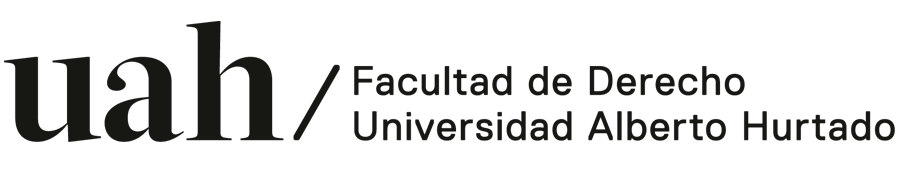 uah/
Facultad de Derecho
Universidad Alberto Hurtado